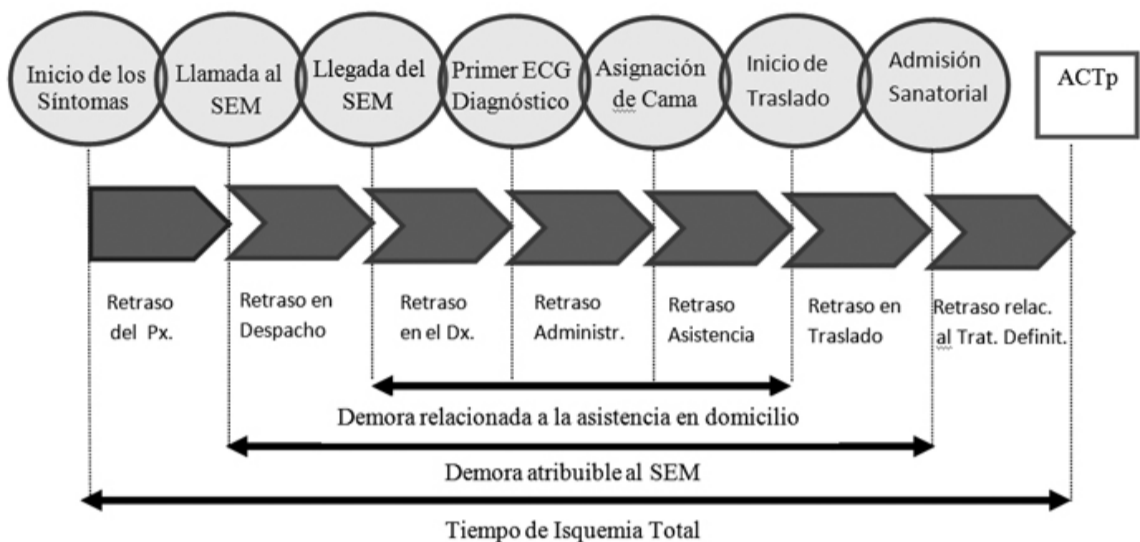 Inicio de los
Síntomas
Llamada al
SEM
Llegada del
SEM
Primer ECG
Diagnóstico
Asignación
de Cama
Inicio de
Traslado
Admisión
Sanatorial
ACTp
Retraso
del Px.
Retraso en
Despacho
Retraso
en el Dx.
Retraso
Administr.
Retraso
Asistencia
Retraso en
Traslado
Retraso relac.
al Trat. Definit.
Demora relacionada a la asistencia en domicilio
Demora atribuible al SEM
Tiempo de Isquemia Total